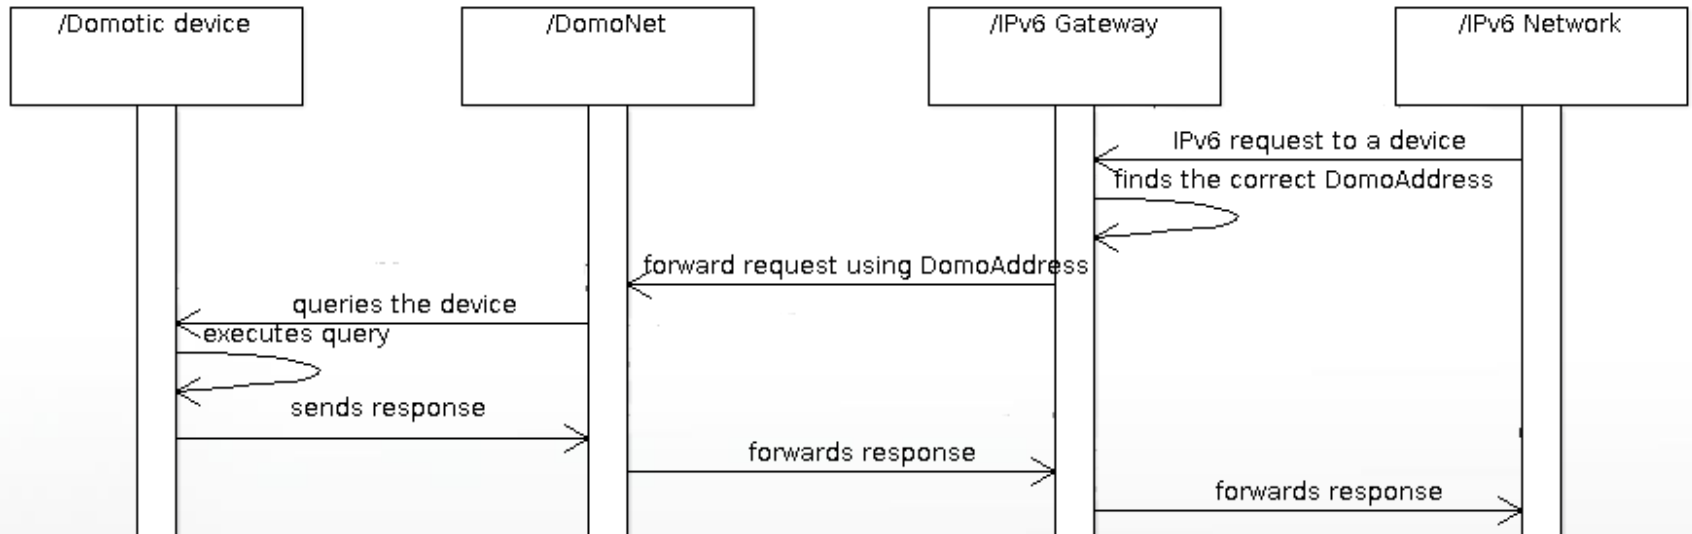 /Domotic device
/DomoNet
/IPv6 Gateway
/IPv6 Network
IPv6 request to a device
finds the correct DomoAddress
forward request using DomoAddress
queries the device
executes query
sends response
forwards response
forwards response